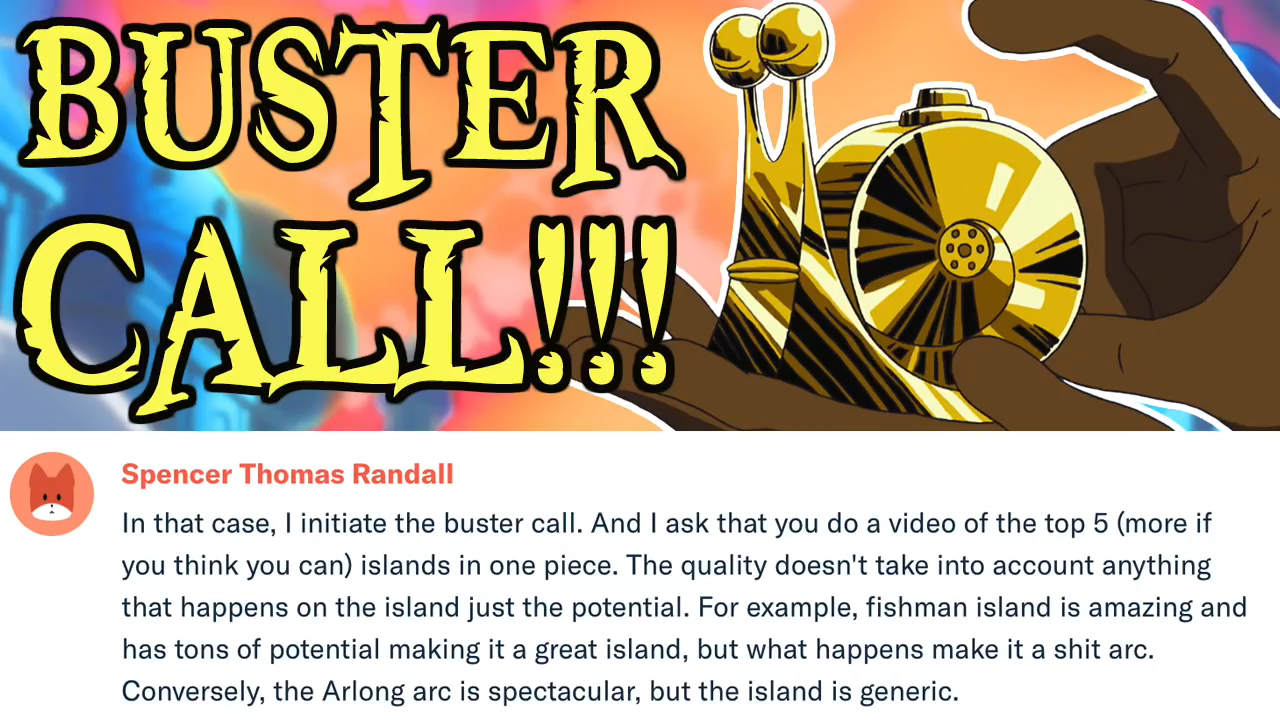 BUSTER
CALL!!!
Spencer Thomas Randall
In that case, I initiate the buster call. And I ask that you do a video of the top 5 (more if
you think you can) islands in one piece. The quality doesn't take into account anything
that happens on the island just the potential. For example, fishman island is amazing and
has tons of potential making it a great island, but what happens make it a shit arc.
Conversely, the Arlong arc is spectacular, but the island is generic.